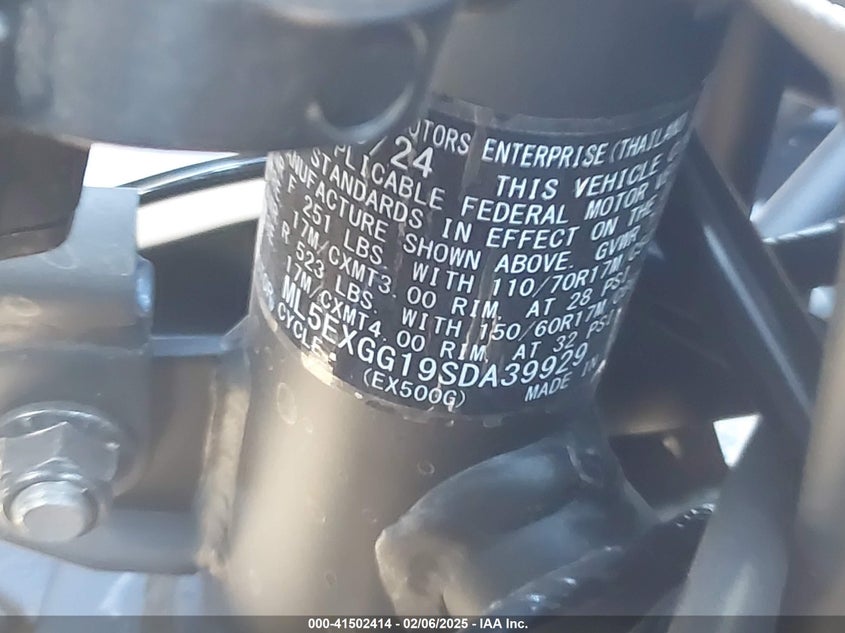 OTORS ENTERPRISE (THAILAND
/24 THIS VEHICLE
PLICABLE FEDERAL MOTOR
STANDARDS IN EFFECT ON THE
NUFACTURE SHOWN ABOVE. GVWR
F 251 LBS. WITH 110/70R17M
17M/CXMT3.00 RIM, AT 28 PSI
R 523 LBS. WITH 150/60R17M
17M/CXMT4.00 RIM, AT 32 PSI
ML5EXGG19SDA39929
CYCLE (EX500G) MADE IN
000-41502414 - 02/06/2025 - IAA Inc.